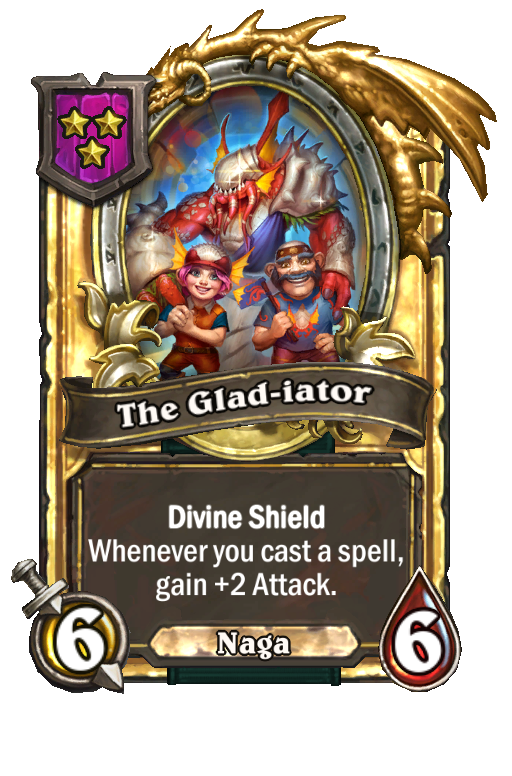 The Glad-iator
Divine Shield
Whenever you cast a spell,
gain +2 Attack.
6
Naga
6